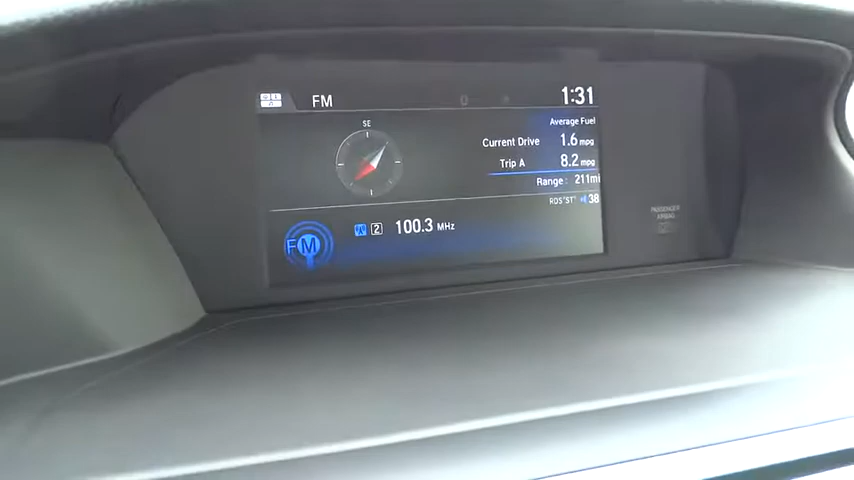 FM
1:31
SE
Average Fuel
Current Drive 1.6 mpg
Trip A 8.2 mpg
Range: 211mi
RDS "ST" 38
FM
2 100.3 MHz
PASSENGER
AIRBAG